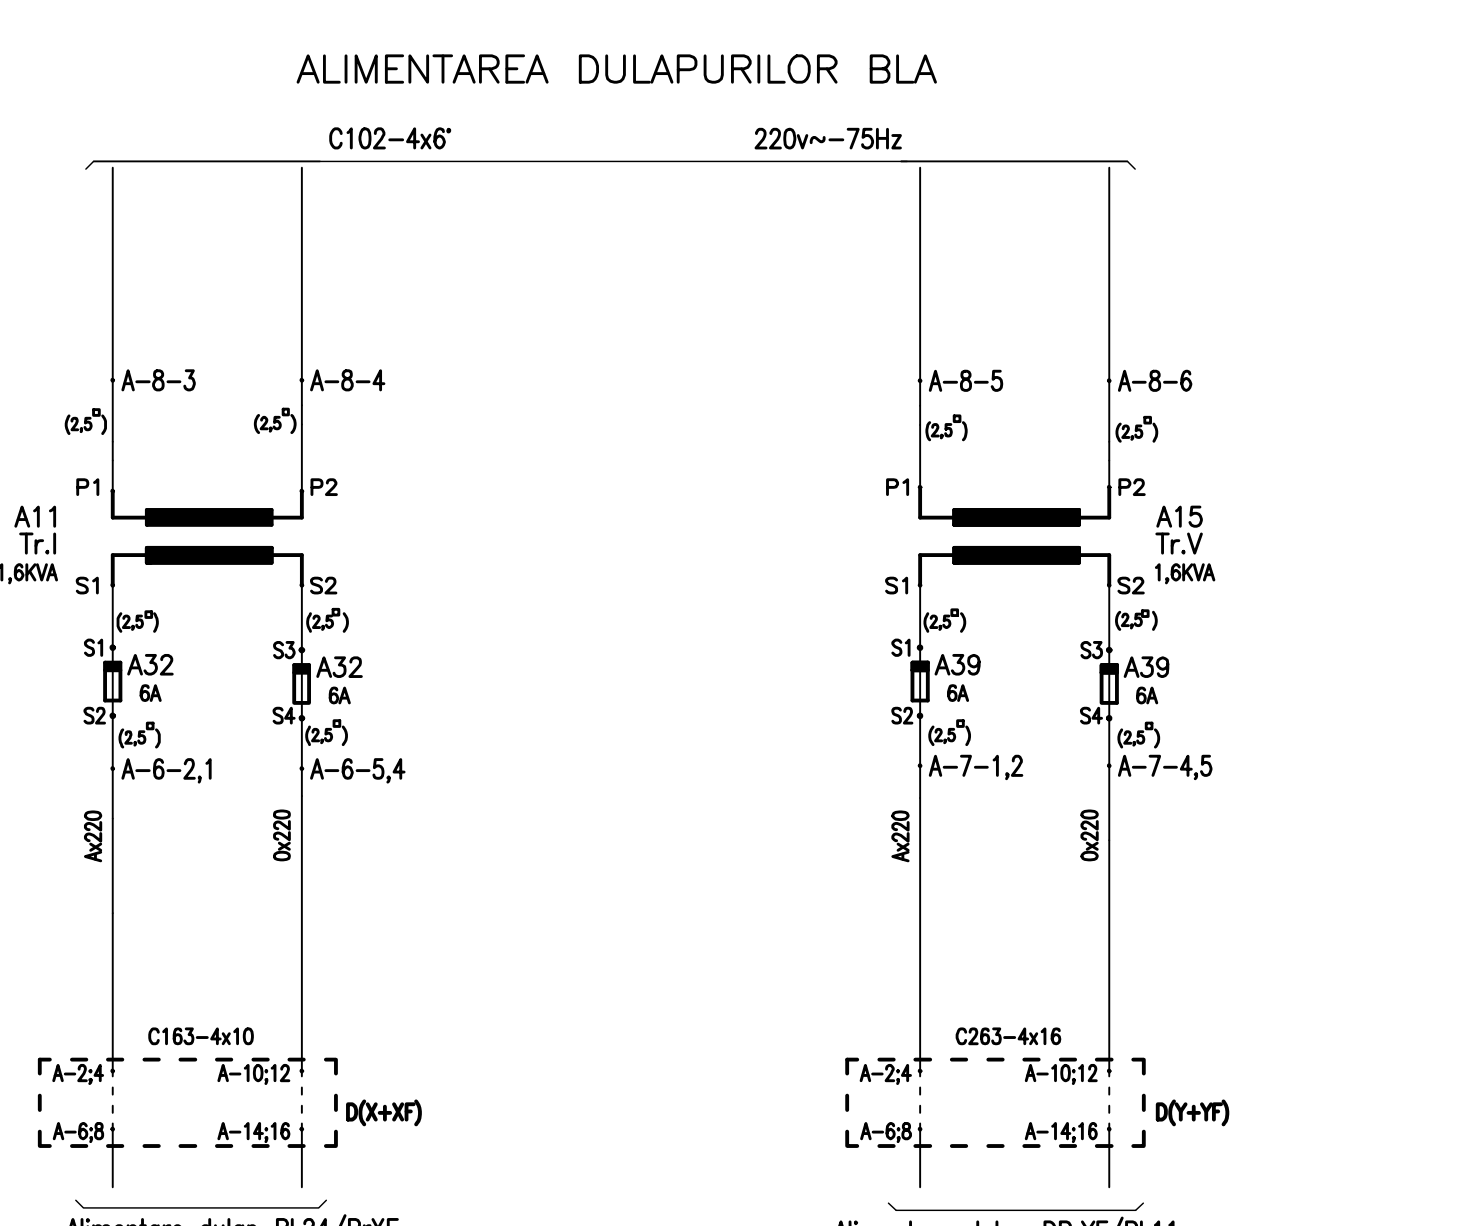 ALIMENTAREA DULAPURILOR BLA
C102-4x6▫ 220v~-75Hz
A-8-3 A-8-4 A-8-5 A-8-6
(2,5▫) (2,5▫) (2,5▫) (2,5▫)
P1 P2 P1 P2
A11 A15
Tr.I Tr.V
1,6KVA 1,6KVA
S1 S2 S1 S2
(2,5▫) (2,5▫) (2,5▫) (2,5▫)
S1 S3 S1 S3
A32 A32 A39 A39
6A 6A 6A 6A
S2 S4 S2 S4
(2,5▫) (2,5▫) (2,5▫) (2,5▫)
A-6-2,1 A-6-5,4 A-7-1,2 A-7-4,5
Ax220 0x220 Ax220 0x220
C163-4x10 C263-4x16
A-2;4 A-10;12 A-2;4 A-10;12
D(X+XF) D(Y+YF)
A-6;8 A-14;16 A-6;8 A-14;16
Alimentare dulap